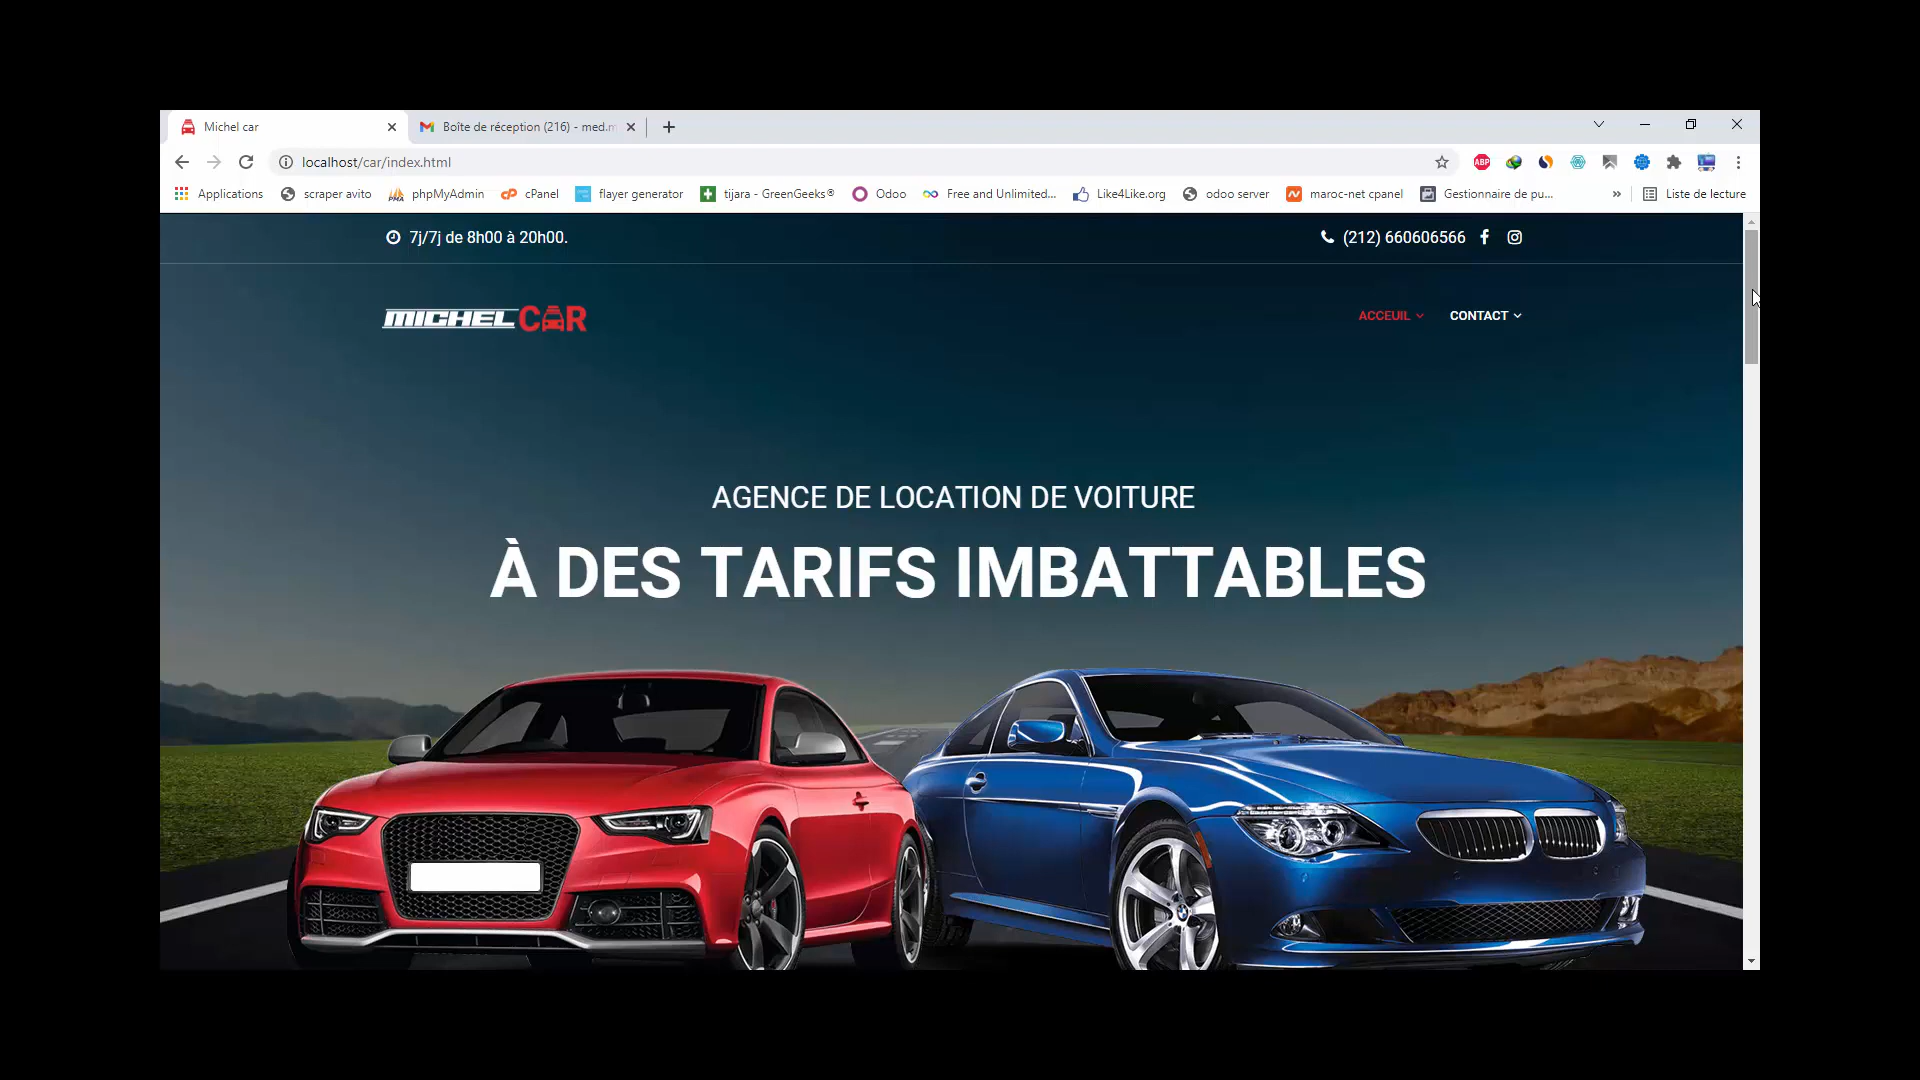 Michel car
Boîte de réception (216) - med.m
localhost/car/index.html
ABP
Applications
scraper avito
phpMyAdmin
cPanel
flayer generator
tijara - GreenGeeks®
Odoo
Free and Unlimited...
Like4Like.org
odoo server
maroc-net cpanel
Gestionnaire de pu...
»
Liste de lecture
7j/7j de 8h00 à 20h00.
(212) 660606566
MICHEL CAR
ACCEUIL
CONTACT
AGENCE DE LOCATION DE VOITURE
À DES TARIFS IMBATTABLES